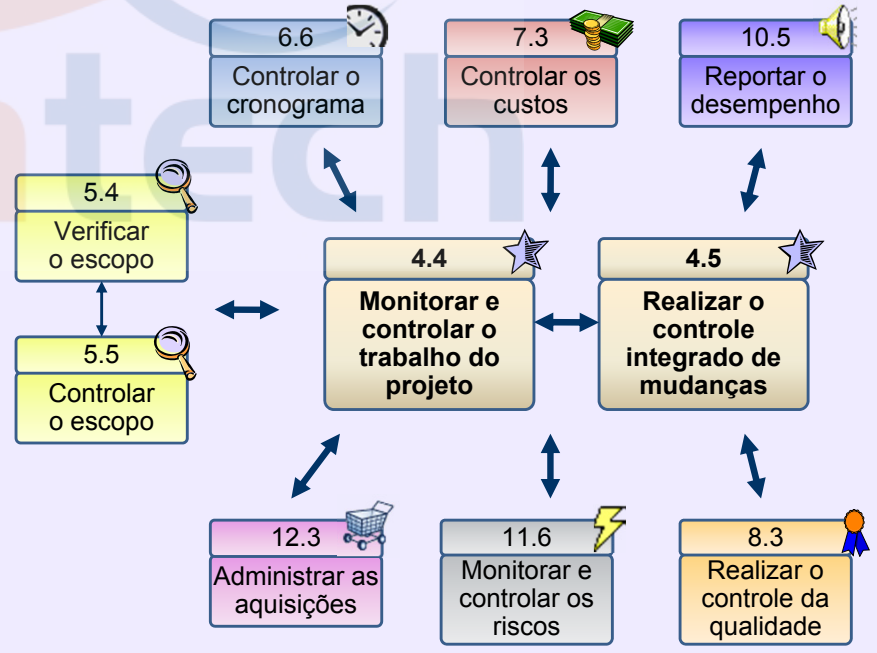 6.6
Controlar o
cronograma
7.3
Controlar os
custos
10.5
Reportar o
desempenho
ntech
5.4
Verificar
o escopo
5.5
Controlar
o escopo
4.4
Monitorar e
controlar o
trabalho do
projeto
4.5
Realizar o
controle
integrado de
mudanças
12.3
Administrar as
aquisições
11.6
Monitorar e
controlar os
riscos
8.3
Realizar o
controle da
qualidade